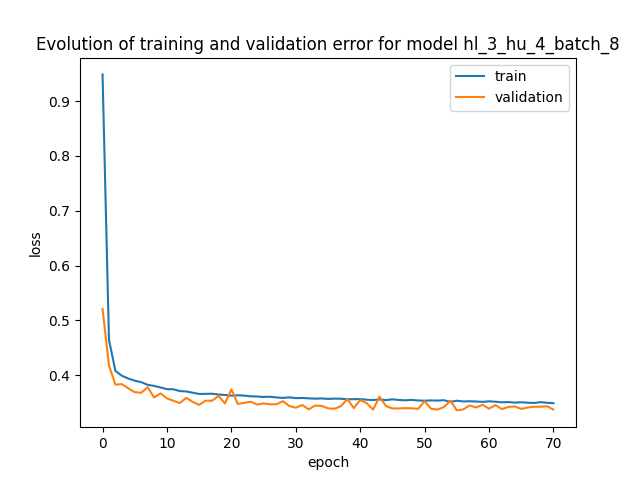 Evolution of training and validation error for model hl_3_hu_4_batch_8
train
validation
0.9
0.8
0.7
0.6
0.5
0.4
loss
0 10 20 30 40 50 60 70
epoch